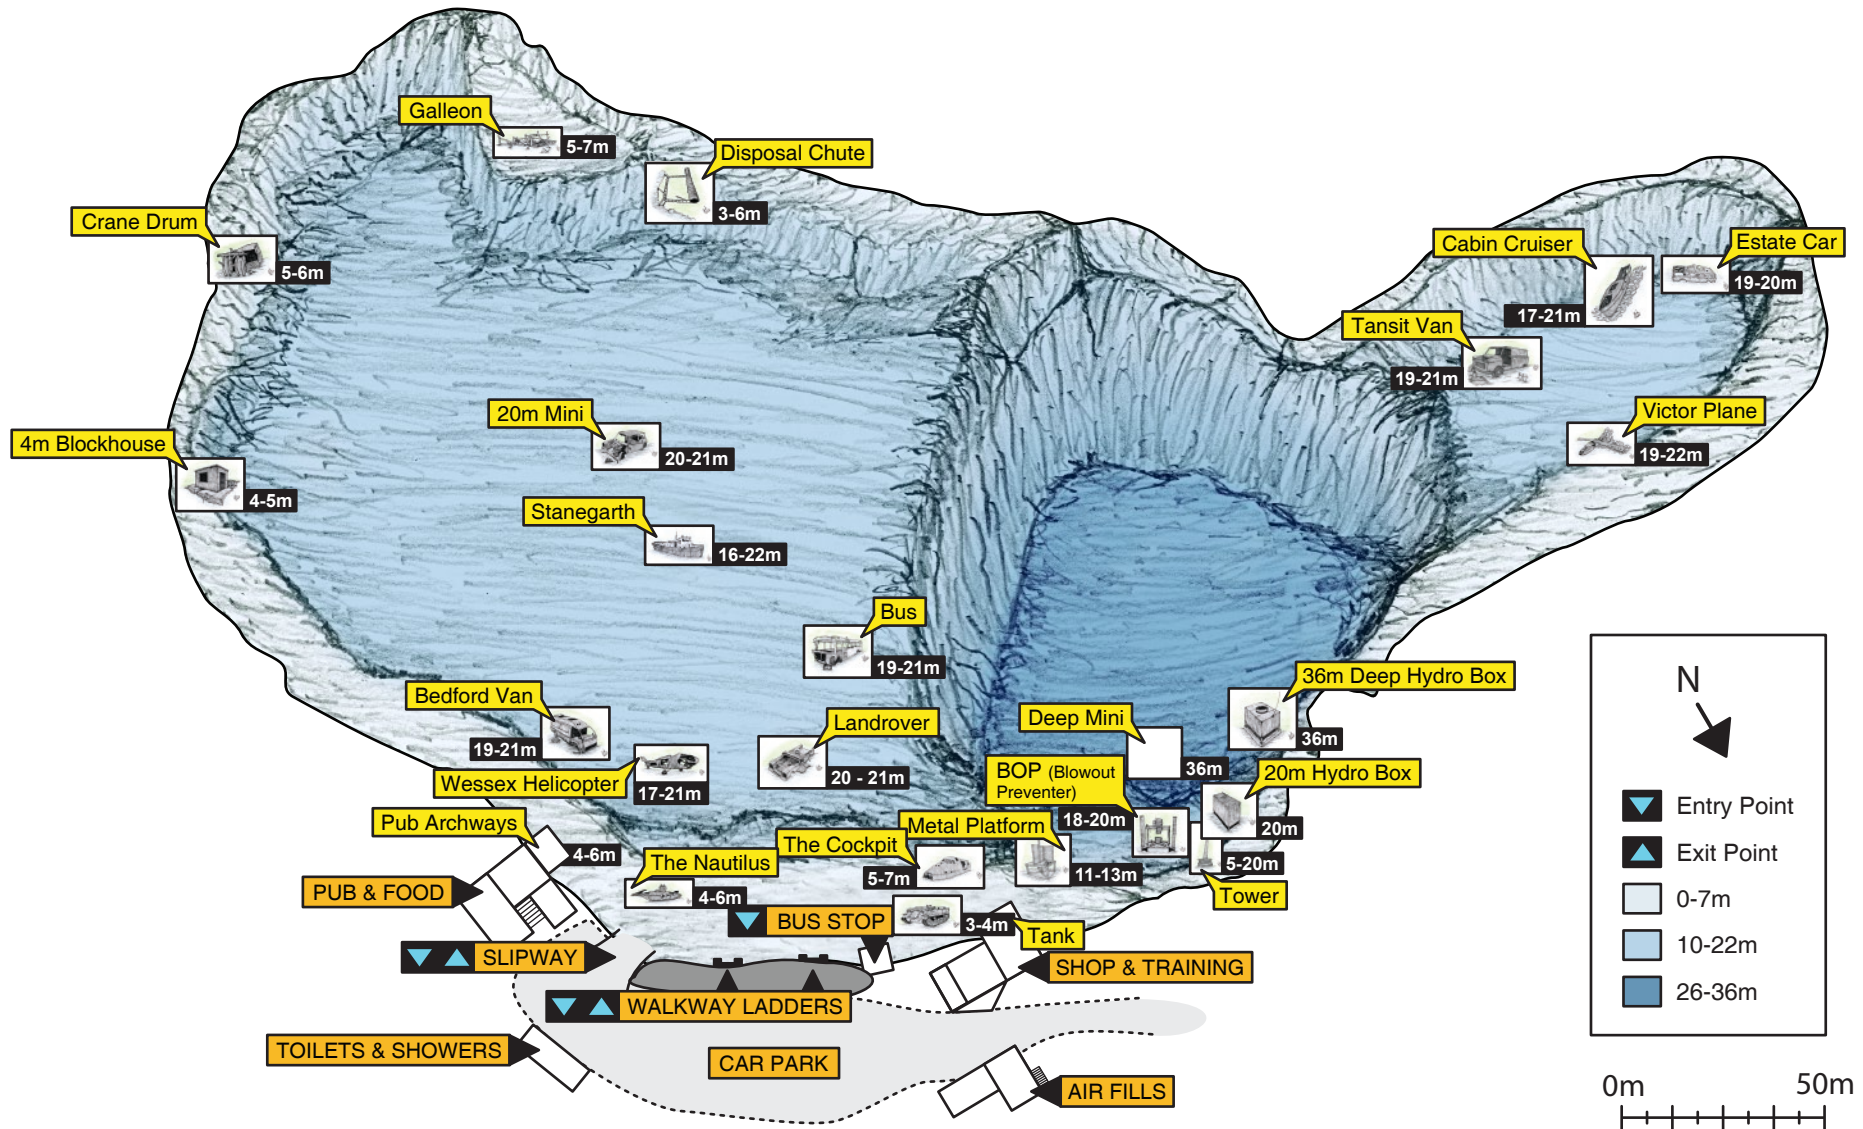 Galleon
5-7m
Disposal Chute
3-6m
Crane Drum
5-6m
Cabin Cruiser
17-21m
Estate Car
19-20m
Tansit Van
19-21m
Victor Plane
19-22m
20m Mini
20-21m
4m Blockhouse
4-5m
Stanegarth
16-22m
Bus
19-21m
Bedford Van
19-21m
Wessex Helicopter
17-21m
Landrover
20 - 21m
Deep Mini
36m
36m Deep Hydro Box
36m
BOP (Blowout
Preventer)
18-20m
20m Hydro Box
20m
Pub Archways
4-6m
The Nautilus
4-6m
The Cockpit
5-7m
Metal Platform
11-13m
5-20m
Tower
3-4m
Tank
PUB & FOOD
BUS STOP
SLIPWAY
SHOP & TRAINING
WALKWAY LADDERS
TOILETS & SHOWERS
CAR PARK
AIR FILLS
N
Entry Point
Exit Point
0-7m
10-22m
26-36m
0m
50m